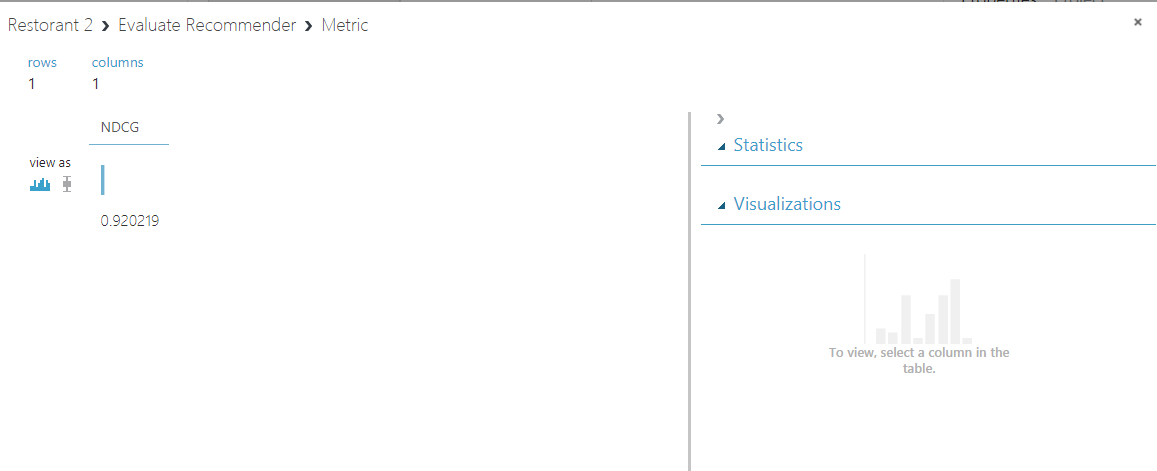 Restorant 2 › Evaluate Recommender › Metric
rows columns
1 1
NDCG
view as
0.920219
Statistics
Visualizations
To view, select a column in the
table.